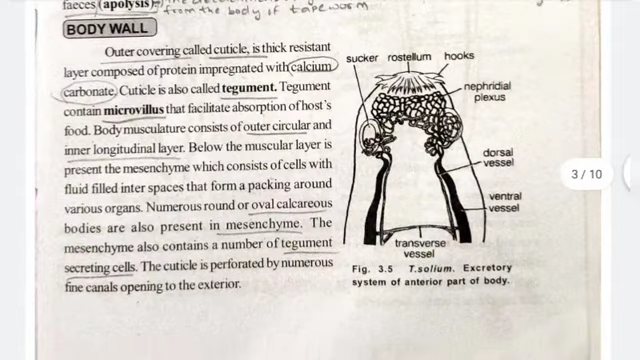 faeces (apolysis).
from the body of tapeworm
BODY WALL
Outer covering called cuticle, is thick resistant
layer composed of protein impregnated with calcium
carbonate. Cuticle is also called tegument. Tegument
contain microvillus that facilitate absorption of host's
food. Body musculature consists of outer circular and
inner longitudinal layer. Below the muscular layer is
present the mesenchyme which consists of cells with
fluid filled inter spaces that form a packing around
various organs. Numerous round or oval calcareous
bodies are also present in mesenchyme. The
mesenchyme also contains a number of tegument
secreting cells. The cuticle is perforated by numerous
fine canals opening to the exterior.
sucker rostellum hooks
nephridial
plexus
dorsal
vessel
ventral
vessel
transverse
vessel
Fig. 3.5 T.solium. Excretory
system of anterior part of body.
3 / 10